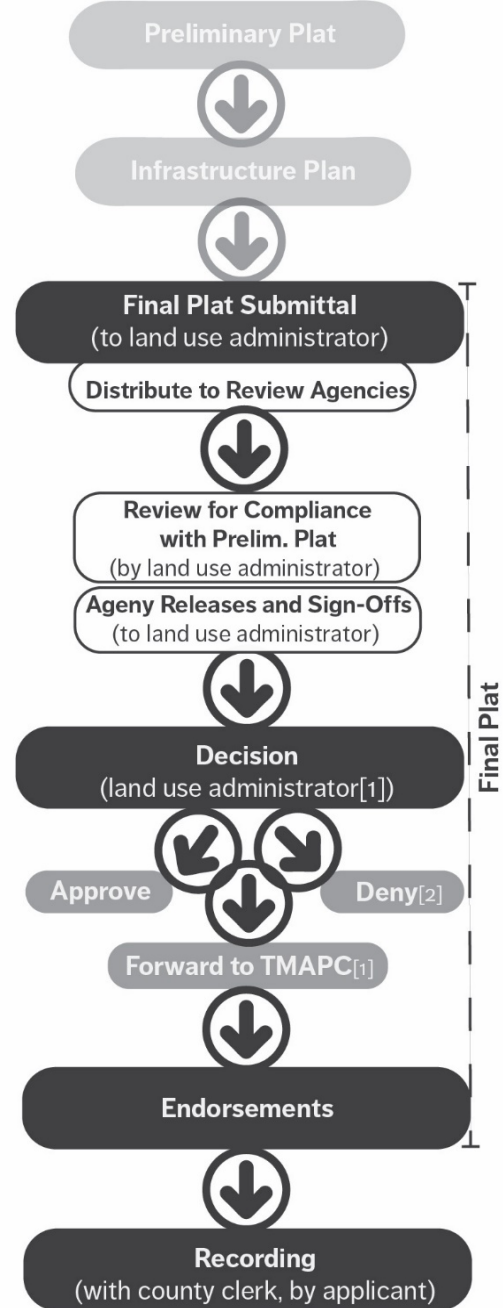 Preliminary Plat
Infrastructure Plan
Final Plat Submittal
(to land use administrator)
Distribute to Review Agencies
Review for Compliance
with Prelim. Plat
(by land use administrator)
Ageny Releases and Sign-Offs
(to land use administrator)
Decision
(land use administrator[1])
Approve
Deny[2]
Forward to TMAPC[1]
Endorsements
Recording
(with county clerk, by applicant)
Final Plat